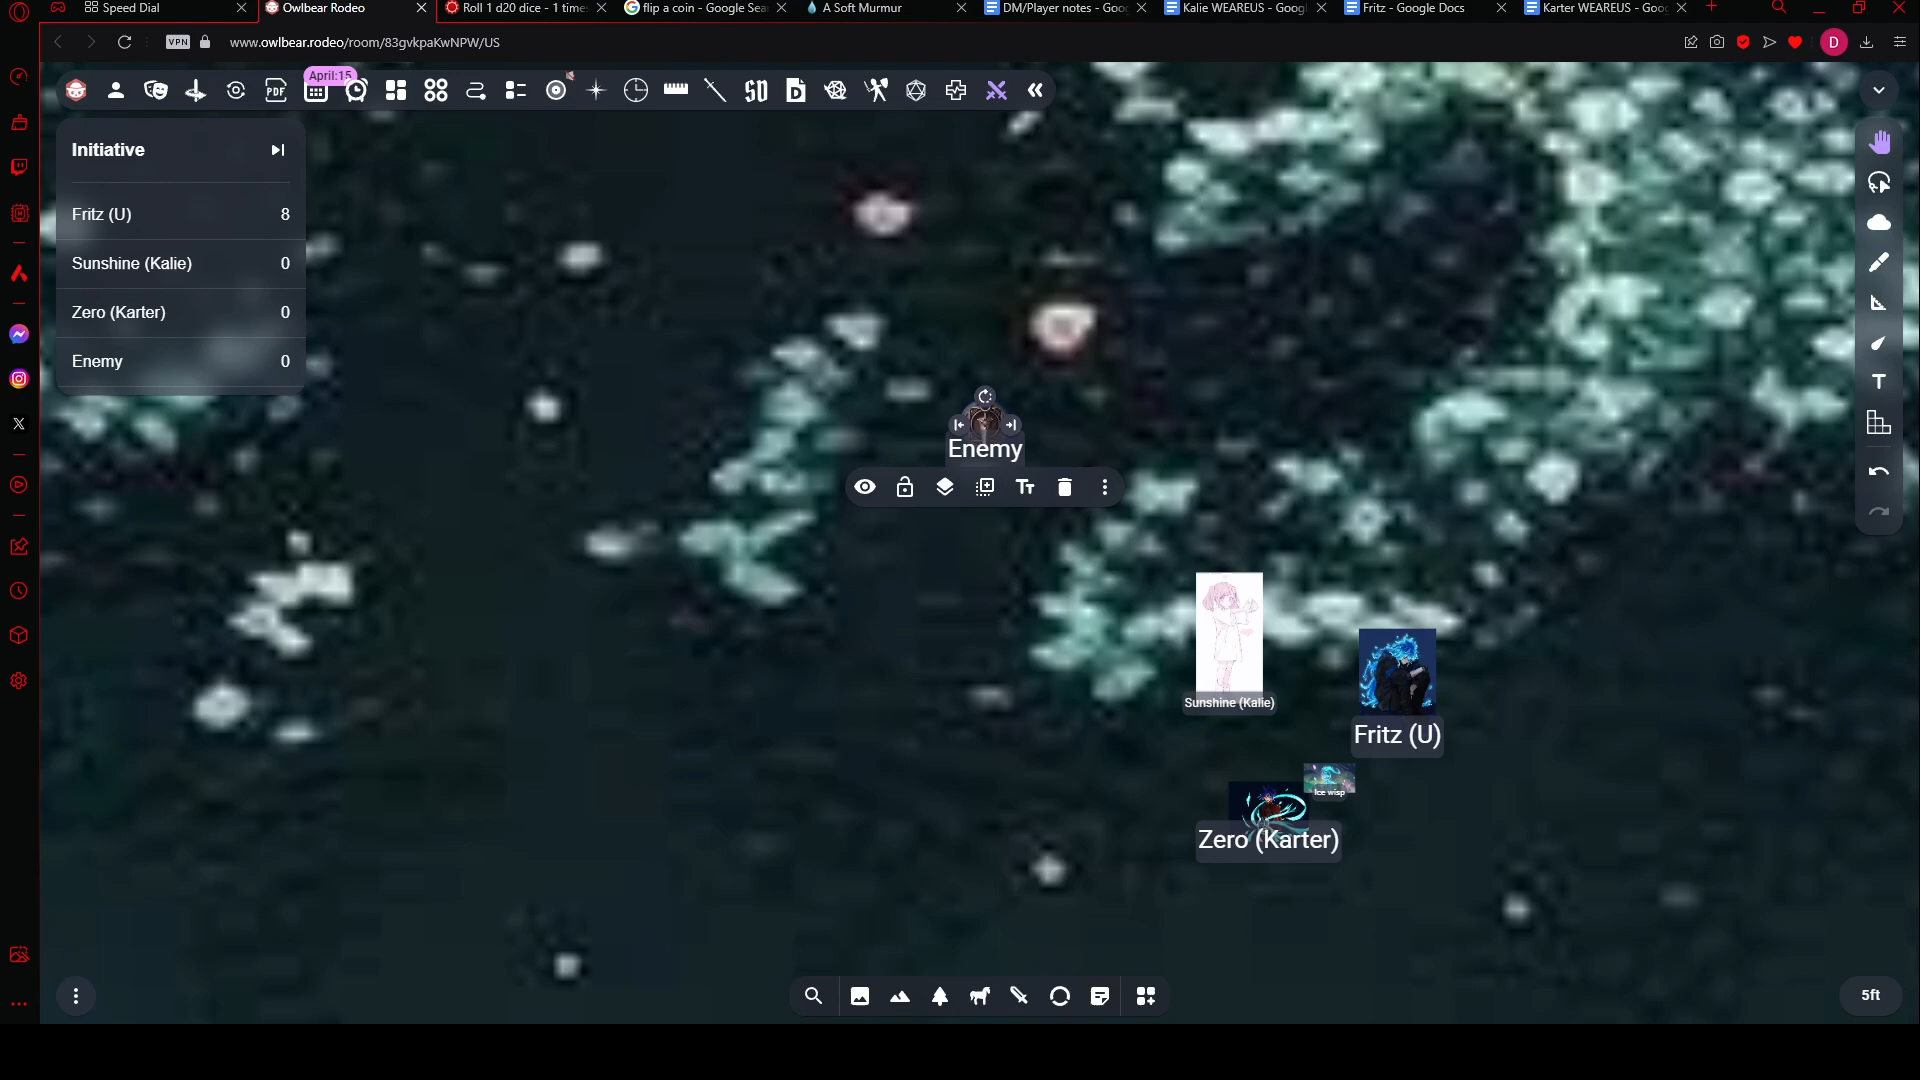 Speed Dial
Owlbear Rodeo
Roll 1 d20 dice - 1 time
flip a coin - Google Sea
A Soft Murmur
DM/Player notes - Goo
Kalie WEAREUS - Googl
Fritz - Google Docs
Karter WEAREUS - Goo
VPN
www.owlbear.rodeo/room/83gvkpaKwNPW/US
D
April:15
PDF
Initiative
Fritz (U) 8
Sunshine (Kalie) 0
Zero (Karter) 0
Enemy 0
Enemy
Sunshine (Kalie)
Fritz (U)
Ice wisp
Zero (Karter)
5ft